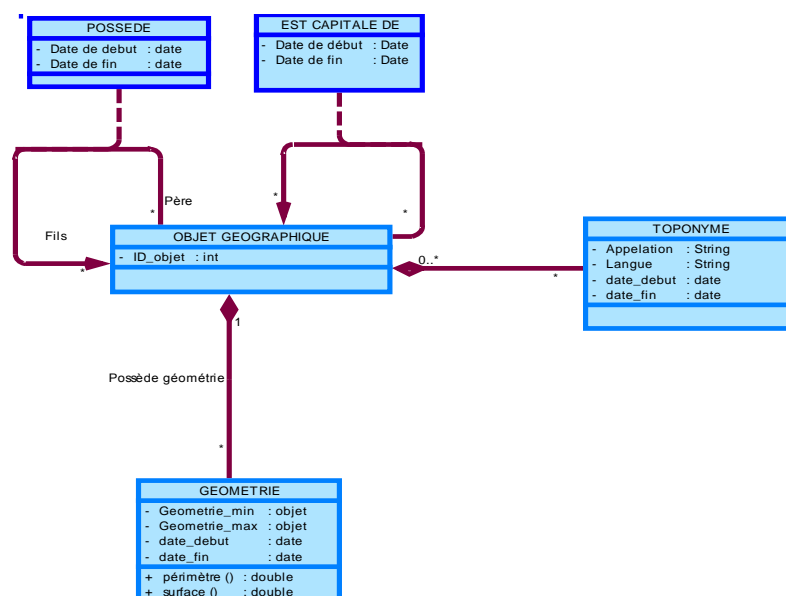 POSSEDE
- Date de debut : date
- Date de fin : date
EST CAPITALE DE
- Date de début : Date
- Date de fin : Date
*
*
Père
*
Fils
*
OBJET GEOGRAPHIQUE
- ID_objet : int
0..*
*
TOPONYME
- Appelation : String
- Langue : String
- date_debut : date
- date_fin : date
1
Possède géométrie
*
GEOMETRIE
- Geometrie_min : objet
- Geometrie_max : objet
- date_debut : date
- date_fin : date
+ périmètre () : double
+ surface () : double